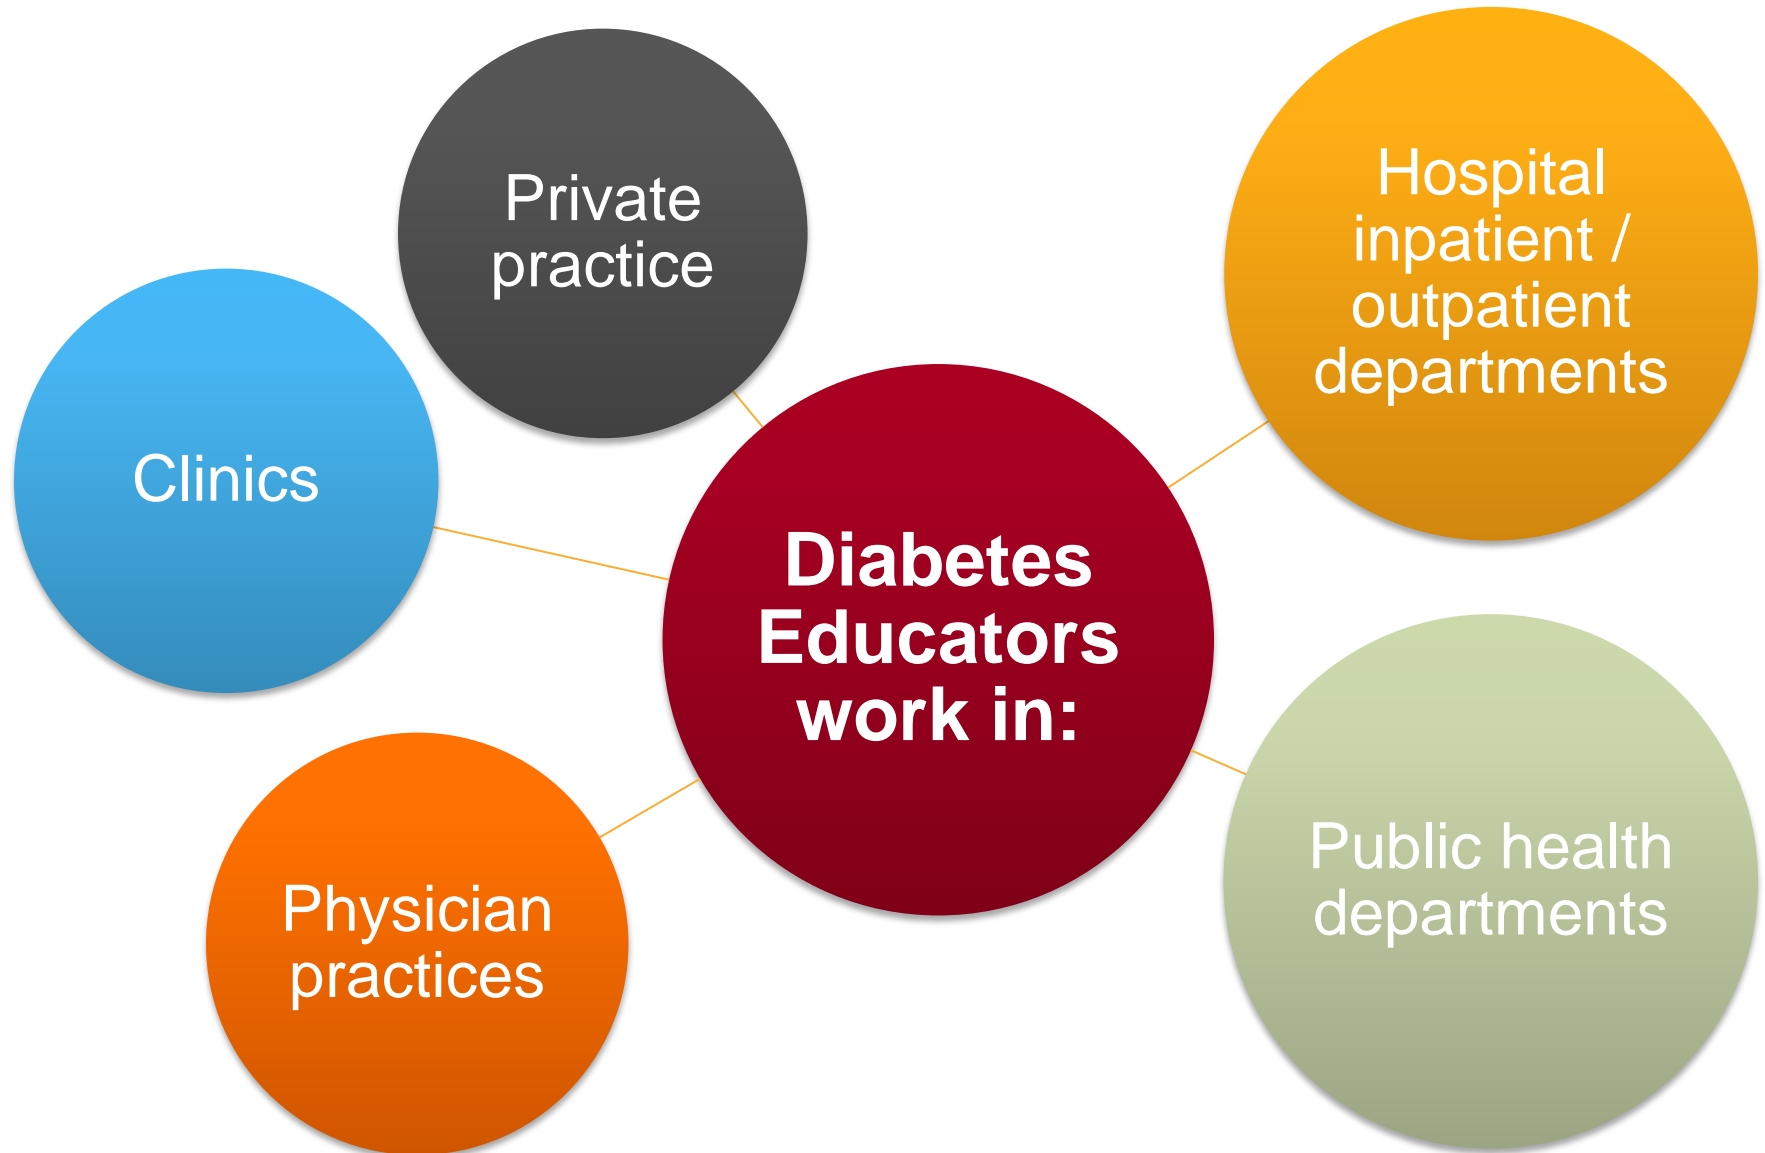 Private
practice
Hospital
inpatient /
outpatient
departments
Clinics
Diabetes
Educators
work in:
Physician
practices
Public health
departments